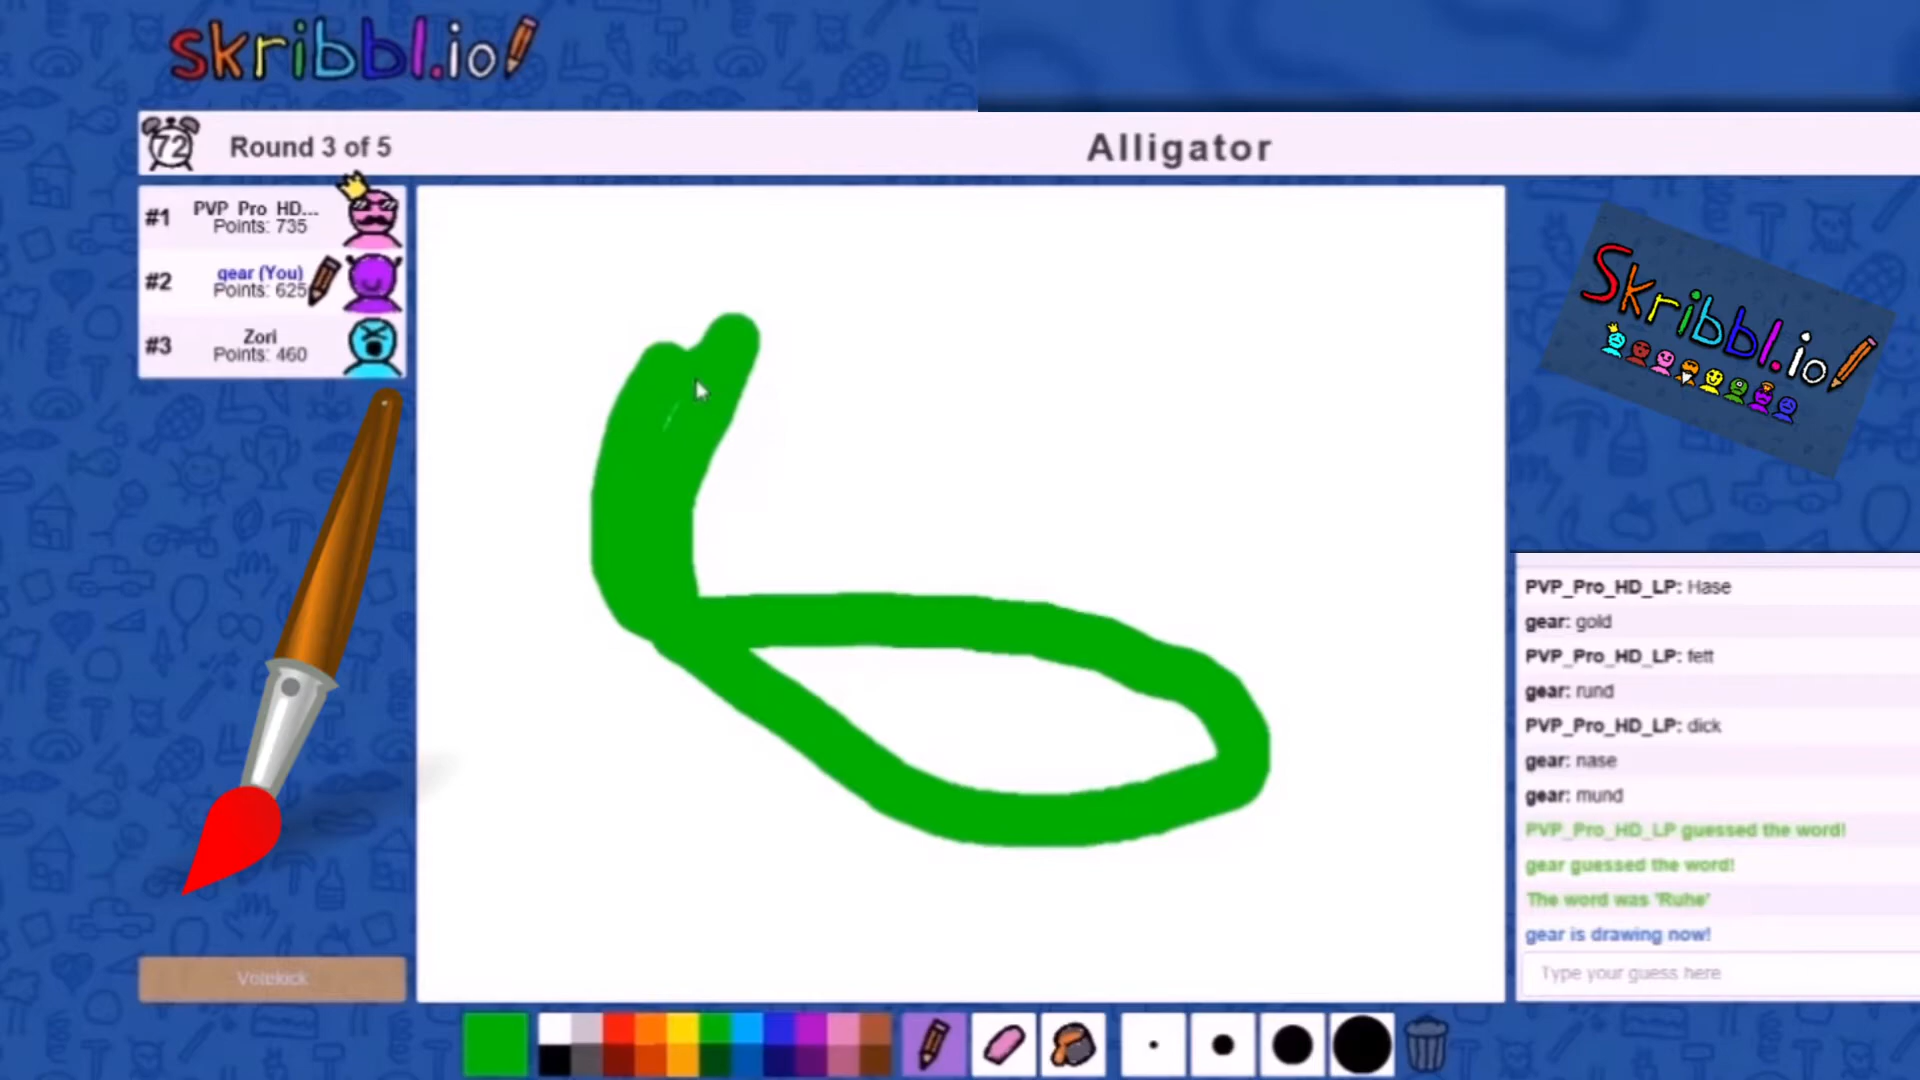 skribbl.io
72
Round 3 of 5
Alligator
#1
PVP Pro HD...
Points: 735
#2
gear (You)
Points: 625
#3
Zori
Points: 460
Skribbl.io
PVP_Pro_HD_LP: Hase
gear: gold
PVP_Pro_HD_LP: fett
gear: rund
PVP_Pro_HD_LP: dick
gear: nase
gear: mund
PVP_Pro_HD_LP guessed the word!
gear guessed the word!
The word was 'Ruhe'
gear is drawing now!
Type your guess here
Votekick